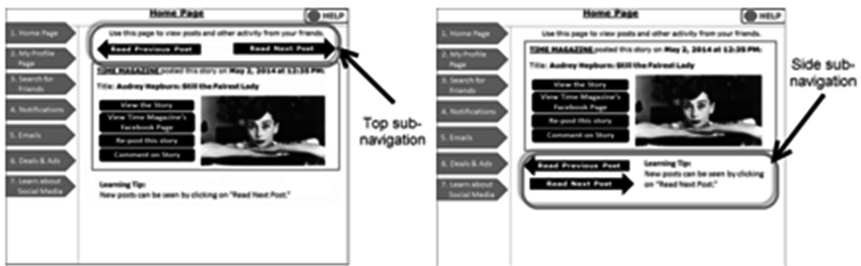 Home Page
HELP
Use this page to view posts and other activity from your friends.
Read Previous Post
Read Next Post
1. Home Page
2. My Profile
Page
3. Search for
Friends
4. Notifications
5. Emails
6. Deals & Ads
7. Learn about
Social Media
TIME MAGAZINE posted this story on May 2, 2014 at 12:35 PM:
Title: Audrey Hepburn: Still the Fairest Lady
View the Story
View Time Magazine's
Facebook Page
Re-post this story
Comment on Story
Learning Tip:
New posts can be seen by clicking on "Read Next Post."
Top sub-
navigation
Home Page
HELP
Use this page to view posts and other activity from your friends.
1. Home Page
2. My Profile
Page
3. Search for
Friends
4. Notifications
5. Emails
6. Deals & Ads
7. Learn about
Social Media
TIME MAGAZINE posted this story on May 2, 2014 at 12:35 PM:
Title: Audrey Hepburn: Still the Fairest Lady
View the Story
View Time Magazine's
Facebook Page
Re-post this story
Comment on Story
Read Previous Post
Read Next Post
Learning Tip:
New posts can be seen by clicking
on "Read Next Post."
Side sub-
navigation